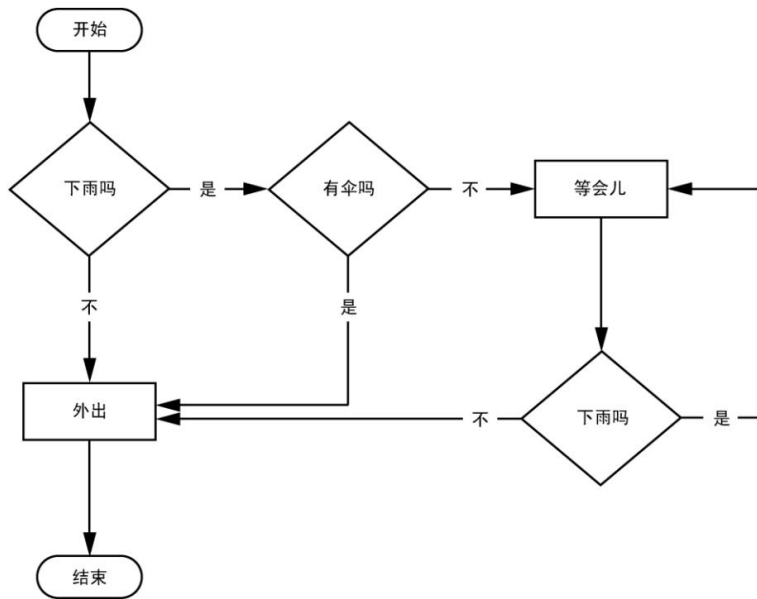 开始
下雨吗
是
有伞吗
不
等会儿
不
是
外出
不
下雨吗
是
结束